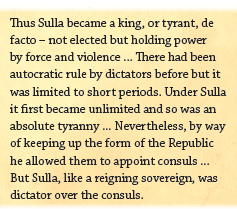 Thus Sulla became a king, or tyrant, de
facto – not elected but holding power
by force and violence ... There had been
autocratic rule by dictators before but it
was limited to short periods. Under Sulla
it first became unlimited and so was an
absolute tyranny ... Nevertheless, by way
of keeping up the form of the Republic
he allowed them to appoint consuls ...
But Sulla, like a reigning sovereign, was
dictator over the consuls.